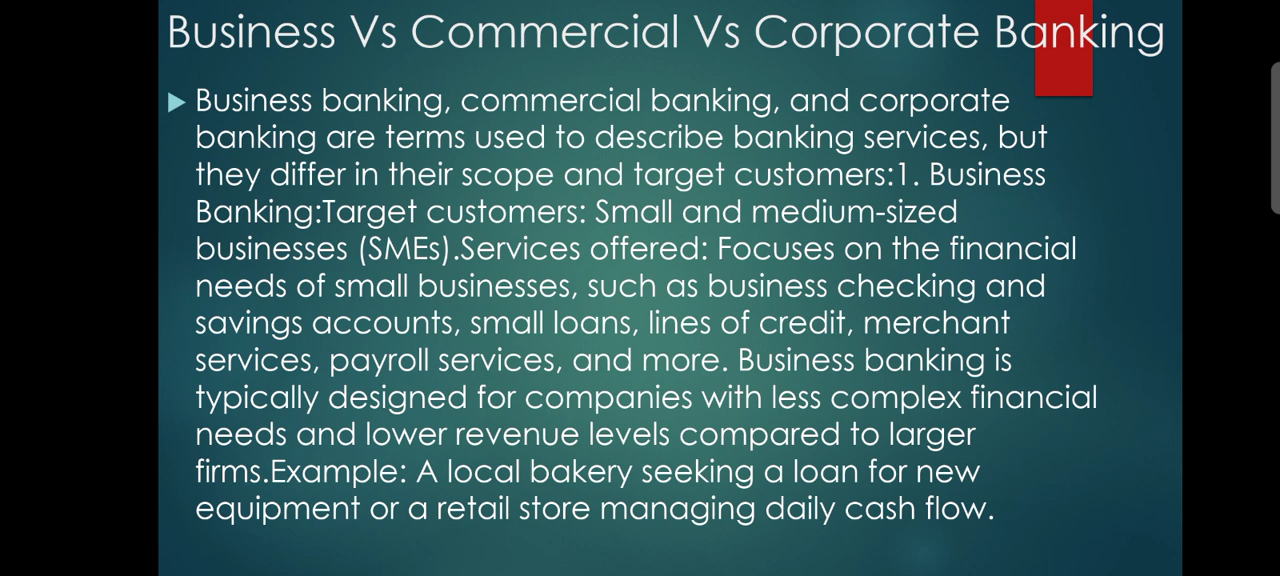 Business Vs Commercial Vs Corporate Banking
Business banking, commercial banking, and corporate
banking are terms used to describe banking services, but
they differ in their scope and target customers:1. Business
Banking:Target customers: Small and medium-sized
businesses (SMEs).Services offered: Focuses on the financial
needs of small businesses, such as business checking and
savings accounts, small loans, lines of credit, merchant
services, payroll services, and more. Business banking is
typically designed for companies with less complex financial
needs and lower revenue levels compared to larger
firms.Example: A local bakery seeking a loan for new
equipment or a retail store managing daily cash flow.